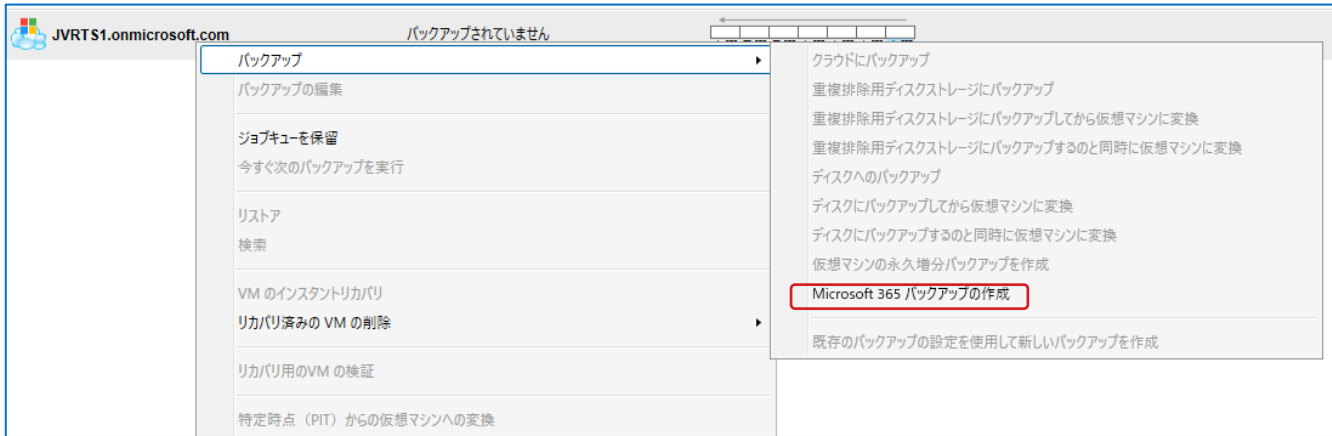 JVRTS1.onmicrosoft.com バックアップされていません
バックアップ
バックアップの編集
ジョブキューを保留
今すぐ次のバックアップを実行
リストア
検索
VM のインスタントリカバリ
リカバリ済みの VM の削除
リカバリ用のVM の検証
特定時点（PIT）からの仮想マシンへの変換
クラウドにバックアップ
重複排除用ディスクストレージにバックアップ
重複排除用ディスクストレージにバックアップしてから仮想マシンに変換
重複排除用ディスクストレージにバックアップするのと同時に仮想マシンに変換
ディスクへのバックアップ
ディスクにバックアップしてから仮想マシンに変換
ディスクにバックアップするのと同時に仮想マシンに変換
仮想マシンの永久増分バックアップを作成
Microsoft 365 バックアップの作成
既存のバックアップの設定を使用して新しいバックアップを作成